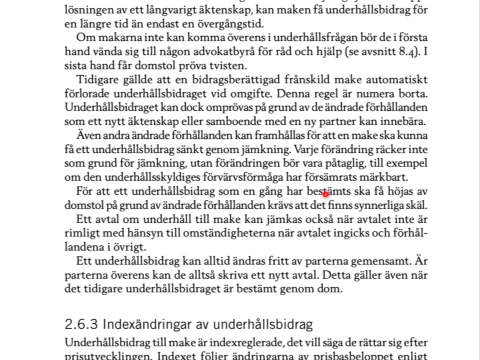 lösningen av ett långvarigt äktenskap, kan maken få underhållsbidrag för
en längre tid än endast en övergångstid.
Om makarna inte kan komma överens i underhållsfrågan bör de i första
hand vända sig till någon advokatbyrå för råd och hjälp (se avsnitt 8.4). I
sista hand får domstol pröva tvisten.
Tidigare gällde att en bidragsberättigad frånskild make automatiskt
förlorade underhållsbidraget vid omgifte. Denna regel är numera borta.
Underhållsbidraget kan dock omprövas på grund av de ändrade förhållanden
som ett nytt äktenskap eller samboende med en ny partner kan innebära.
Även andra ändrade förhållanden kan framhållas för att en make ska kunna
få ett underhållsbidrag sänkt genom jämkning. Varje förändring räcker inte
som grund för jämkning, utan förändringen bör vara påtaglig, till exempel
om den underhållsskyldiges förvärvsförmåga har försämrats märkbart.
För att ett underhållsbidrag som en gång har bestämts ska få höjas av
domstol på grund av ändrade förhållanden krävs att det finns synnerliga skäl.
Ett avtal om underhåll till make kan jämkas också när avtalet inte är
rimligt med hänsyn till omständigheterna när avtalet ingicks och förhål-
landena i övrigt.
Ett underhållsbidrag kan alltid ändras fritt av parterna gemensamt. Är
parterna överens kan de alltså skriva ett nytt avtal. Detta gäller även när
det tidigare underhållsbidraget är bestämt genom dom.
2.6.3 Indexändringar av underhållsbidrag
Underhållsbidrag till make är indexreglerade, det vill säga de rättar sig efter
prisutvecklingen. Indexet följer ändringarna av prisbasbeloppet enligt